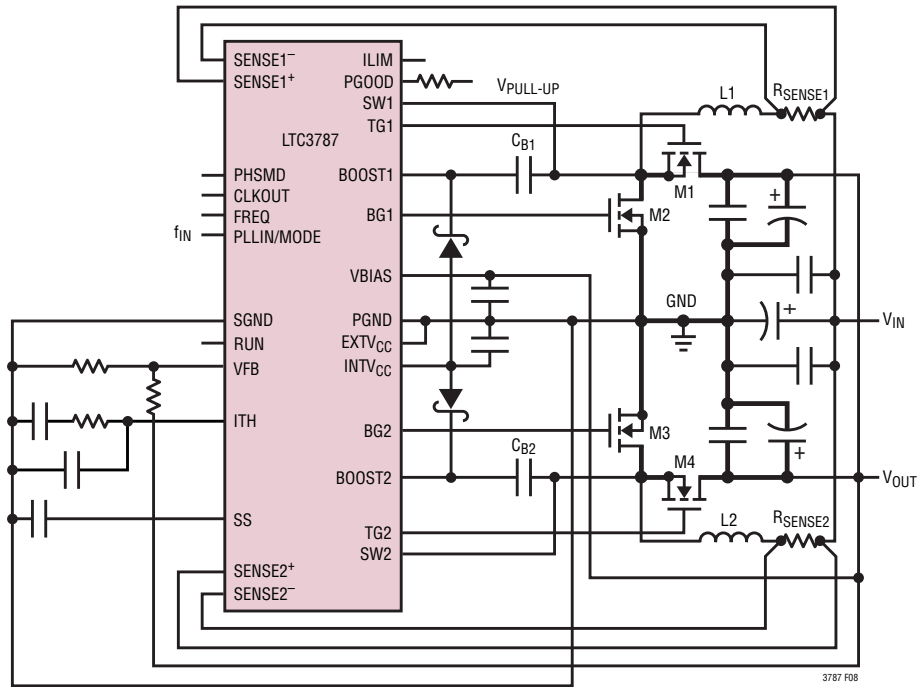 SENSE1–
SENSE1+
ILIM
PGOOD
VPULL-UP
SW1
TG1
LTC3787
L1
RSENSE1
CB1
PHSMD
CLKOUT
FREQ
fIN
PLLIN/MODE
BOOST1
BG1
M1
M2
+
VBIAS
SGND
PGND
GND
+
VIN
RUN
EXTVCC
VFB
INTVCC
ITH
BG2
M3
CB2
M4
+
BOOST2
VOUT
SS
TG2
SW2
L2
RSENSE2
SENSE2+
SENSE2–
3787 F08